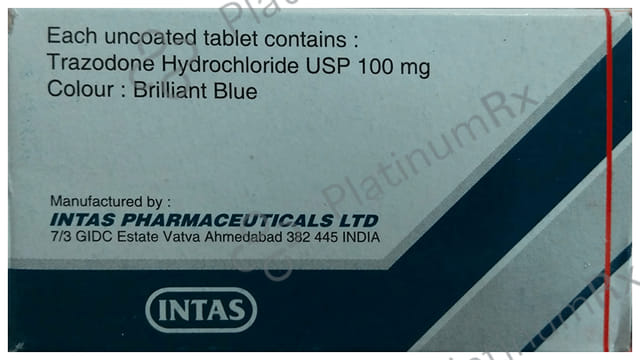 Each uncoated tablet contains :
Trazodone Hydrochloride USP 100 mg
Colour : Brilliant Blue
Manufactured by :
INTAS PHARMACEUTICALS LTD
7/3 GIDC Estate Vatva Ahmedabad 382 445 INDIA
INTAS
PlatinumRx